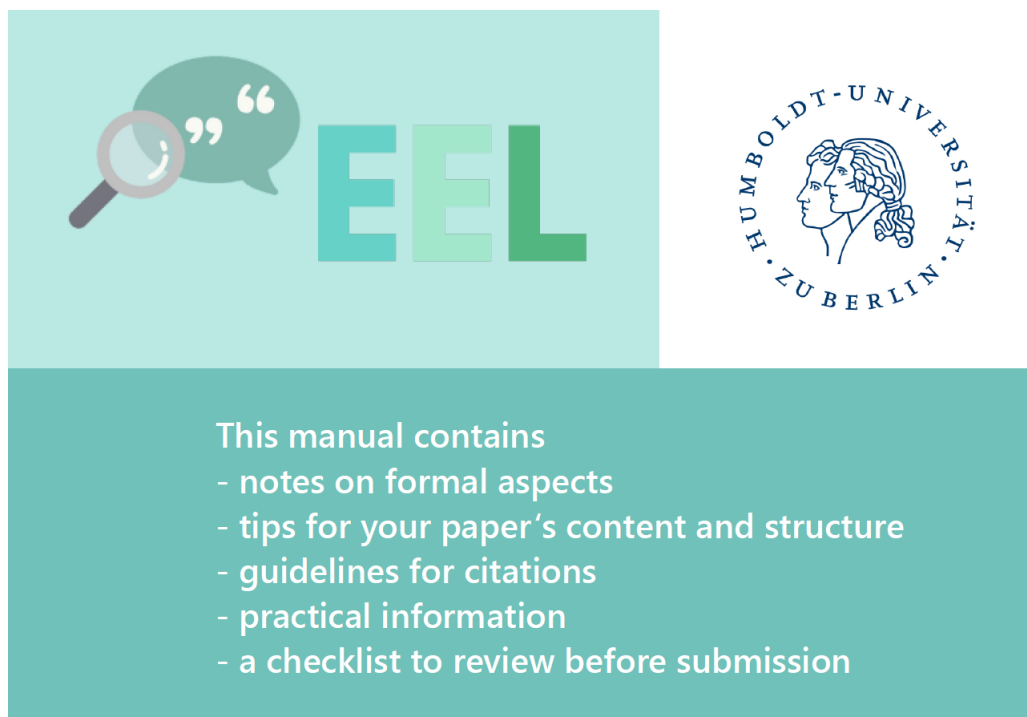 EEL
HUMBOLDT-UNIVERSITÄT
ZU BERLIN
This manual contains
- notes on formal aspects
- tips for your paper‘s content and structure
- guidelines for citations
- practical information
- a checklist to review before submission